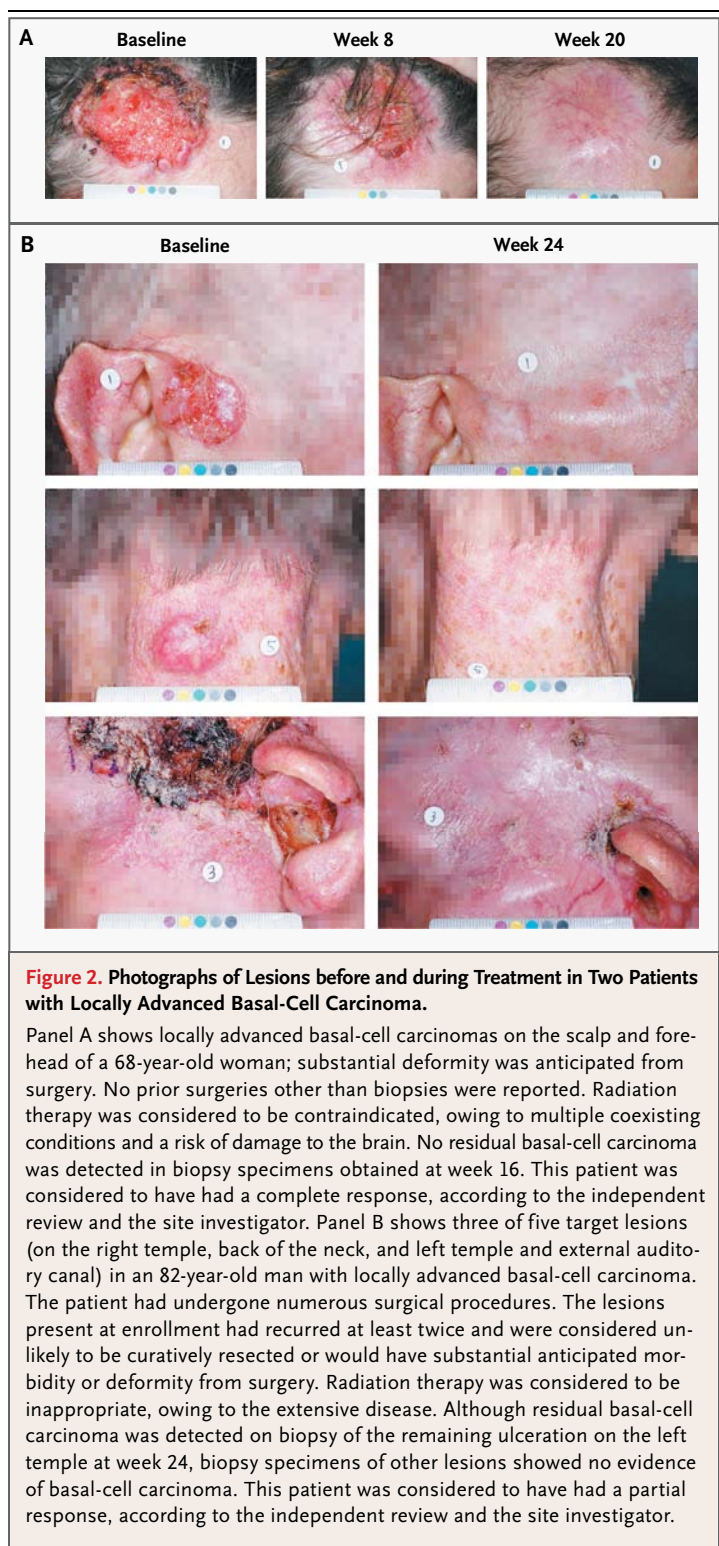 A
Baseline Week 8 Week 20
1 1 1
B
Baseline Week 24
1 1
5 5
3 3
Figure 2. Photographs of Lesions before and during Treatment in Two Patients
with Locally Advanced Basal-Cell Carcinoma.
Panel A shows locally advanced basal-cell carcinomas on the scalp and fore-
head of a 68-year-old woman; substantial deformity was anticipated from
surgery. No prior surgeries other than biopsies were reported. Radiation
therapy was considered to be contraindicated, owing to multiple coexisting
conditions and a risk of damage to the brain. No residual basal-cell carcinoma
was detected in biopsy specimens obtained at week 16. This patient was
considered to have had a complete response, according to the independent
review and the site investigator. Panel B shows three of five target lesions
(on the right temple, back of the neck, and left temple and external audito-
ry canal) in an 82-year-old man with locally advanced basal-cell carcinoma.
The patient had undergone numerous surgical procedures. The lesions
present at enrollment had recurred at least twice and were considered un-
likely to be curatively resected or would have substantial anticipated mor-
bidity or deformity from surgery. Radiation therapy was considered to be
inappropriate, owing to the extensive disease. Although residual basal-cell
carcinoma was detected on biopsy of the remaining ulceration on the left
temple at week 24, biopsy specimens of other lesions showed no evidence
of basal-cell carcinoma. This patient was considered to have had a partial
response, according to the independent review and the site investigator.